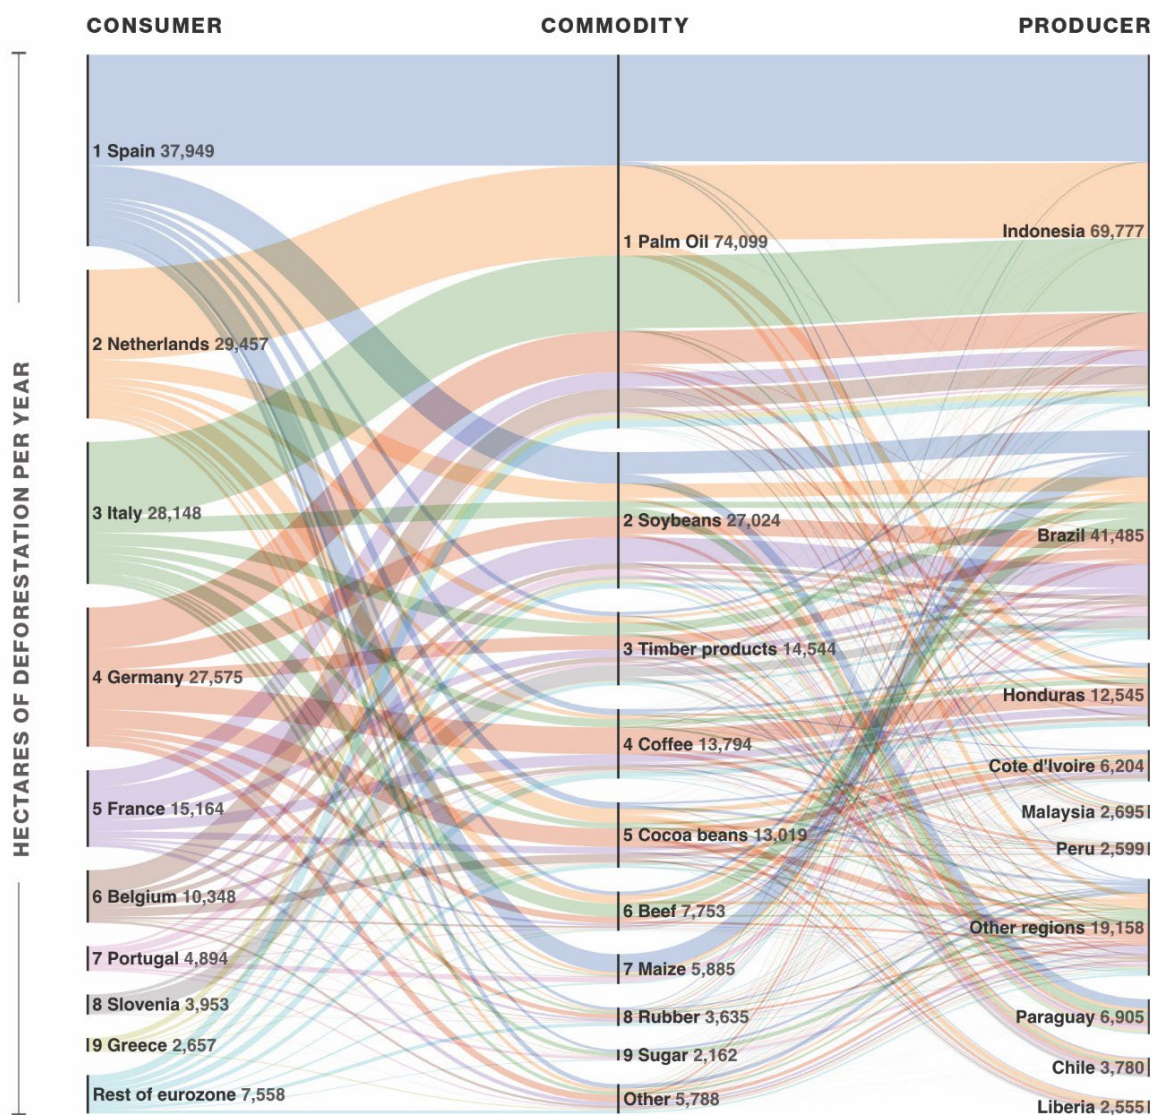 CONSUMER
COMMODITY
PRODUCER
HECTARES OF DEFORESTATION PER YEAR
1 Spain 37,949
2 Netherlands 29,457
3 Italy 28,148
4 Germany 27,575
5 France 15,164
6 Belgium 10,348
7 Portugal 4,894
8 Slovenia 3,953
9 Greece 2,657
Rest of eurozone 7,558
1 Palm Oil 74,099
2 Soybeans 27,024
3 Timber products 14,544
4 Coffee 13,794
5 Cocoa beans 13,019
6 Beef 7,753
7 Maize 5,885
8 Rubber 3,635
9 Sugar 2,162
Other 5,788
Indonesia 69,777
Brazil 41,485
Honduras 12,545
Cote d'Ivoire 6,204
Malaysia 2,695
Peru 2,599
Other regions 19,158
Paraguay 6,905
Chile 3,780
Liberia 2,555